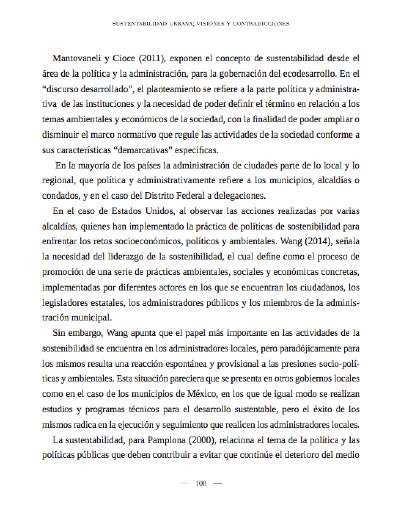 SUSTENTABILIDAD URBANA; VISIONES Y CONTRADICCIONES
Mantovaneli y Cioce (2011), exponen el concepto de sustentabilidad desde el
área de la política y la administración, para la gobernación del ecodesarrollo. En el
“discurso desarrollado”, el planteamiento se refiere a la parte política y administra-
tiva de las instituciones y la necesidad de poder definir el término en relación a los
temas ambientales y económicos de la sociedad, con la finalidad de poder ampliar o
disminuir el marco normativo que regule las actividades de la sociedad conforme a
sus características “demarcativas” específicas.
En la mayoría de los países la administración de ciudades parte de lo local y lo
regional, que política y administrativamente refiere a los municipios, alcaldías o
condados, y en el caso del Distrito Federal a delegaciones.
En el caso de Estados Unidos, al observar las acciones realizadas por varias
alcaldías, quienes han implementado la práctica de políticas de sostenibilidad para
enfrentar los retos socioeconómicos, políticos y ambientales. Wang (2014), señala
la necesidad del liderazgo de la sostenibilidad, el cual define como el proceso de
promoción de una serie de prácticas ambientales, sociales y económicas concretas,
implementadas por diferentes actores en los que se encuentran los ciudadanos, los
legisladores estatales, los administradores públicos y los miembros de la adminis-
tración municipal.
Sin embargo, Wang apunta que el papel más importante en las actividades de la
sostenibilidad se encuentra en los administradores locales, pero paradójicamente para
los mismos resulta una reacción espontánea y provisional a las presiones socio-polí-
ticas y ambientales. Esta situación pareciera que se presenta en otros gobiernos locales
como en el caso de los municipios de México, en los que de igual modo se realizan
estudios y programas técnicos para el desarrollo sustentable, pero el éxito de los
mismos radica en la ejecución y seguimiento que realicen los administradores locales.
La sustentabilidad, para Pamplona (2000), relaciona el tema de la política y las
políticas públicas que deben contribuir a evitar que continúe el deterioro del medio
— 100 —